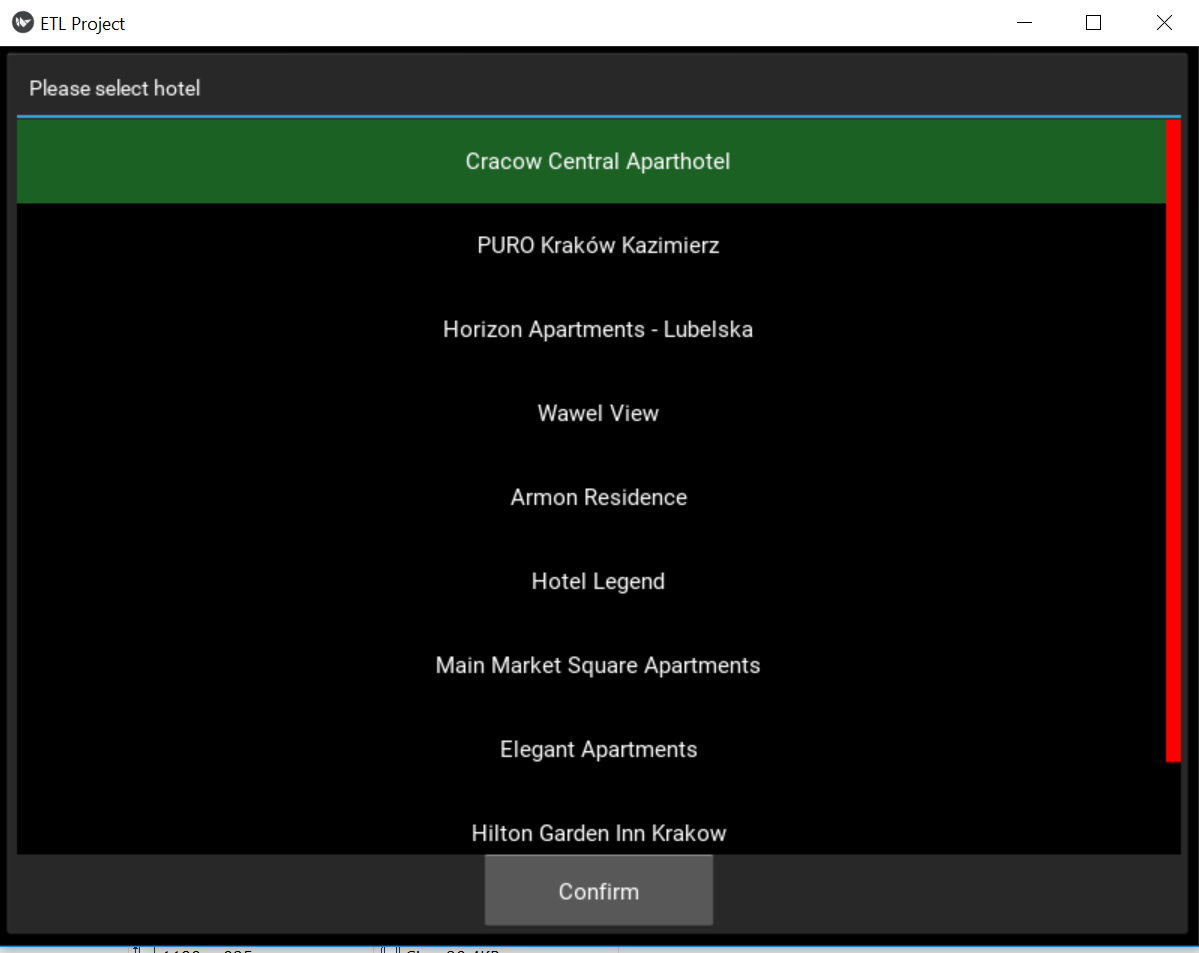 ETL Project
Please select hotel
Cracow Central Aparthotel
PURO Kraków Kazimierz
Horizon Apartments - Lubelska
Wawel View
Armon Residence
Hotel Legend
Main Market Square Apartments
Elegant Apartments
Hilton Garden Inn Krakow
Confirm